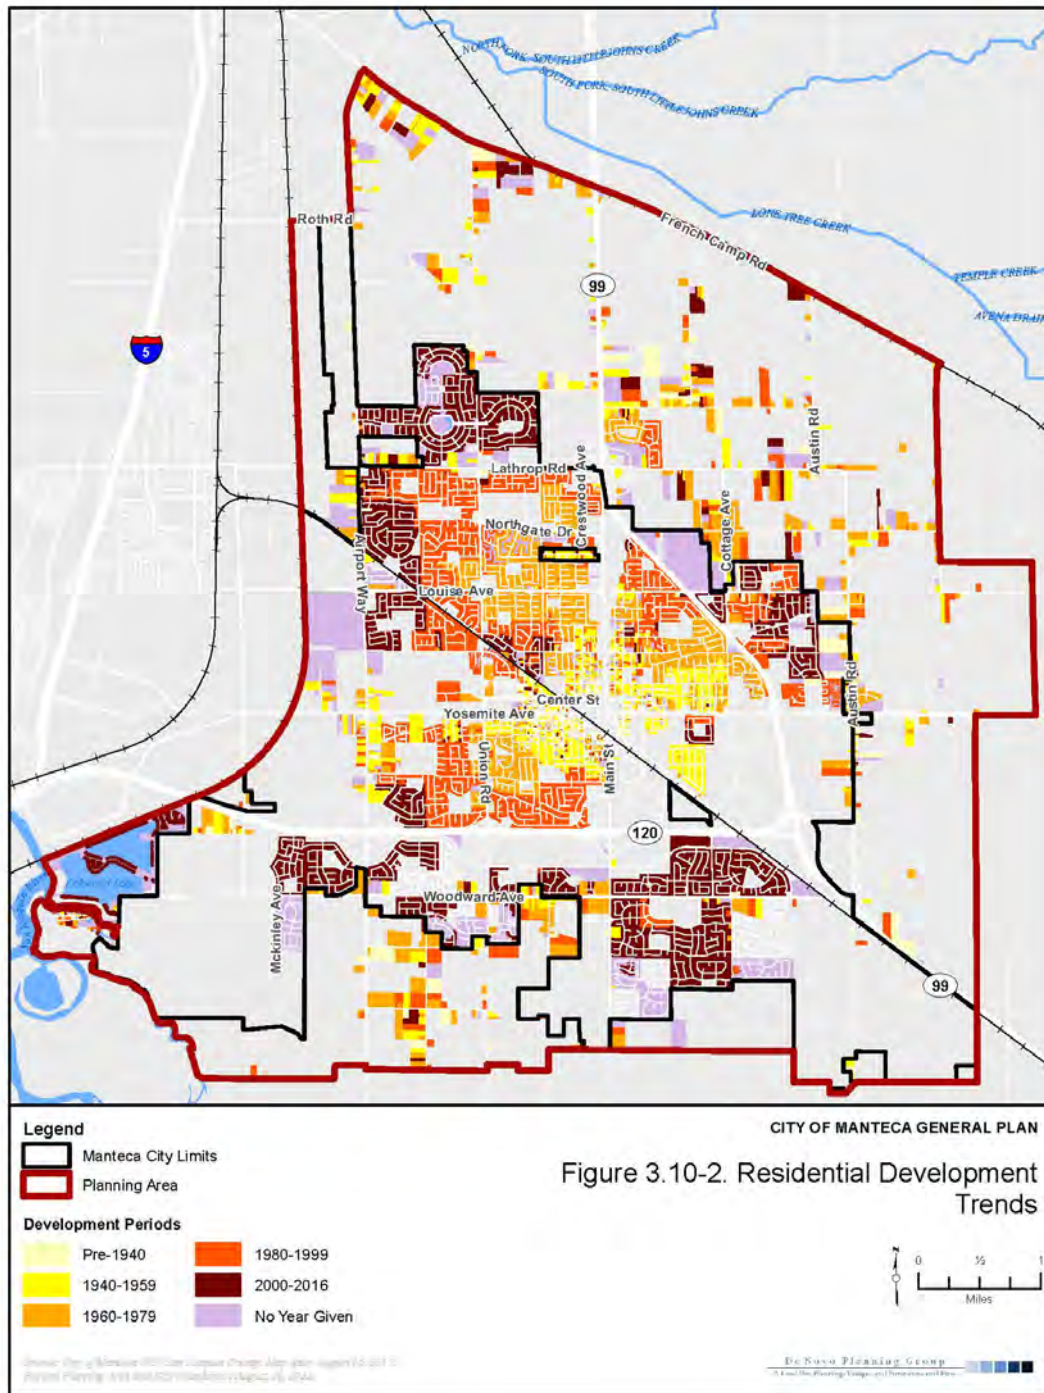 NORTH FORK SOUTH LITTLEJOHNS CREEK
SOUTH FORK, SOUTH LITTLEJOHNS CREEK
LONE TREE CREEK
TEMPLE CREEK
AVENA DRAIN
Roth Rd
French Camp Rd
99
5
Austin Rd
Lathrop Rd
Crestwood Ave
Northgate Dr
Cottage Ave
Airport Way
Louise Ave
Austin Rd
Center St
Yosemite Ave
Union Rd
Main St
120
Woodward Ave
Mckinley Ave
99
Legend
Manteca City Limits
Planning Area
Development Periods
Pre-1940
1940-1959
1960-1979
1980-1999
2000-2016
No Year Given
CITY OF MANTECA GENERAL PLAN
Figure 3.10-2. Residential Development
Trends
N
0 ½ 1
Miles
De Novo Planning Group